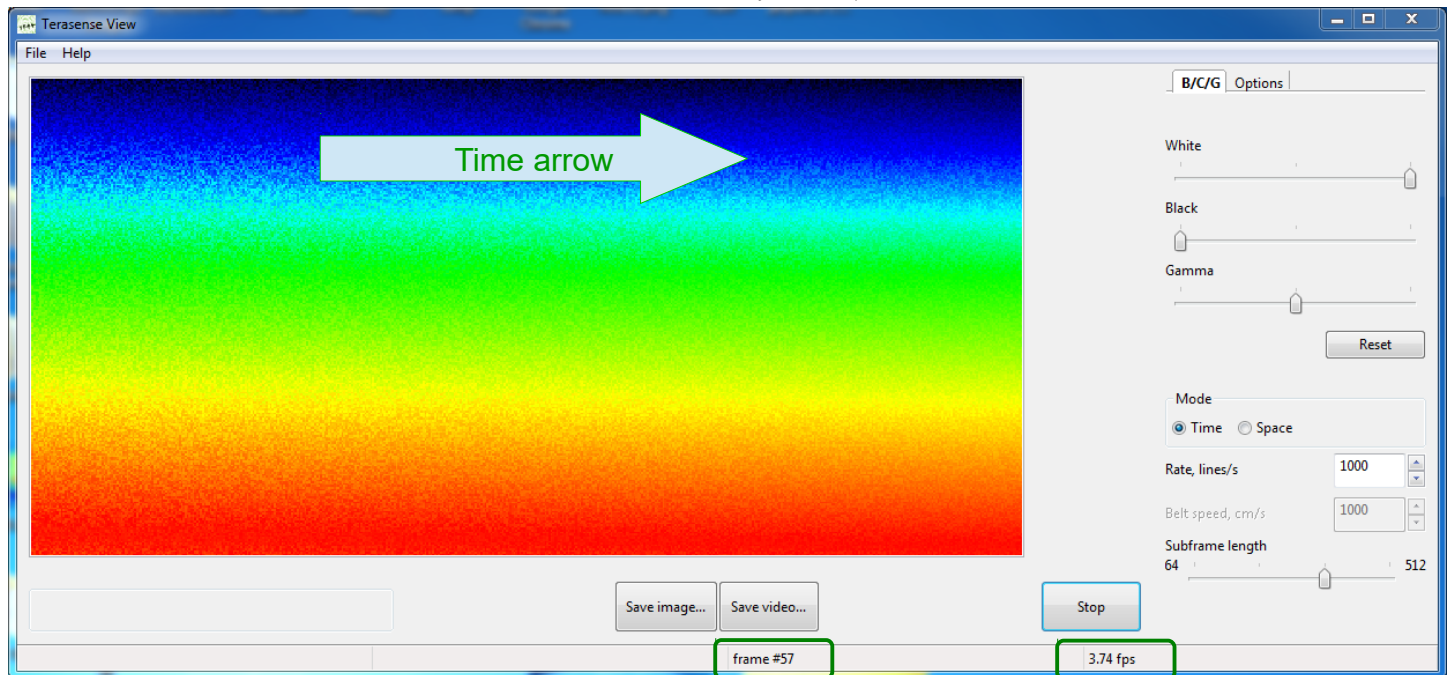 Terasense View
File Help
B/C/G Options
Time arrow
White
Black
Gamma
Reset
Mode
Time Space
Rate, lines/s 1000
Belt speed, cm/s 1000
Subframe length
64 512
Save image... Save video... Stop
frame #57 3.74 fps